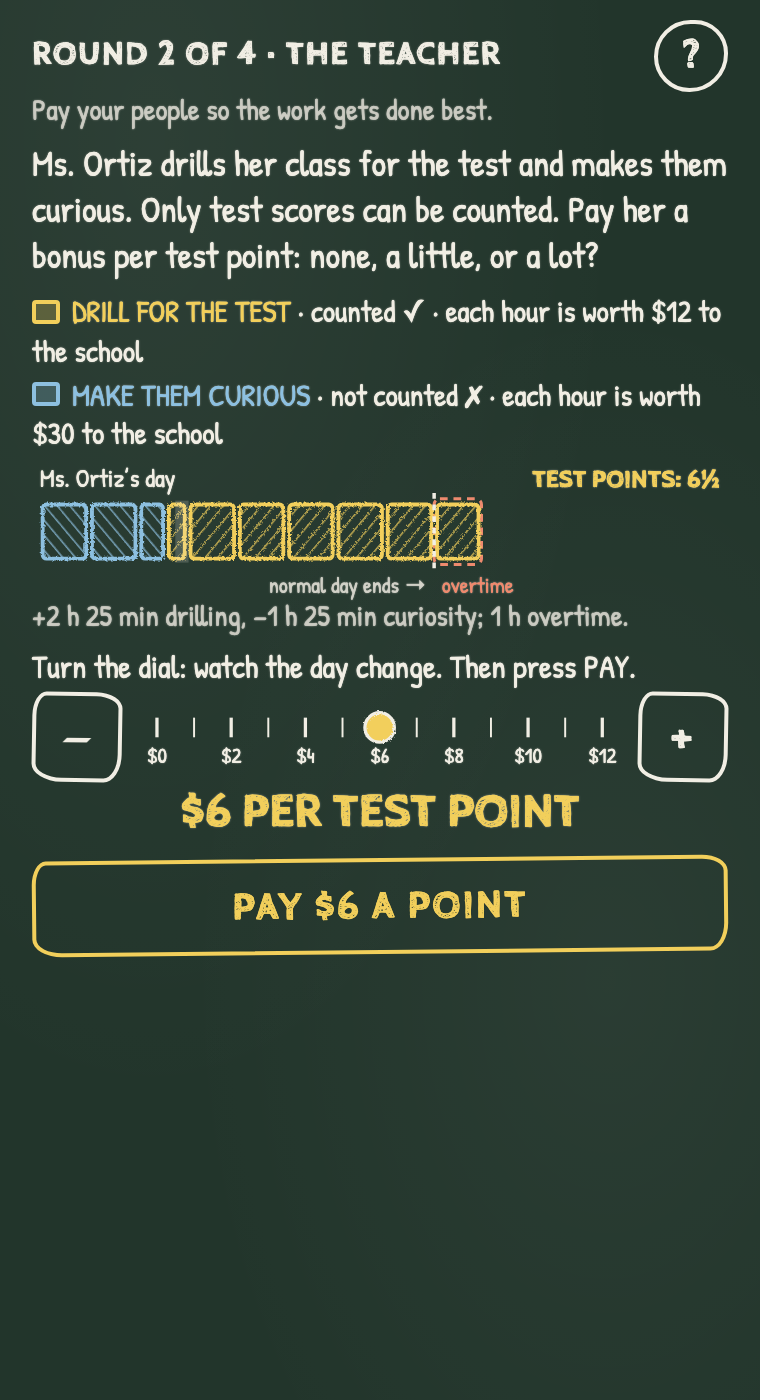 ROUND 2 OF 4 · THE TEACHER
?
Pay your people so the work gets done best.
Ms. Ortiz drills her class for the test and makes them
curious. Only test scores can be counted. Pay her a
bonus per test point: none, a little, or a lot?
DRILL FOR THE TEST · counted ✓ · each hour is worth $12 to
the school
MAKE THEM CURIOUS · not counted ✗ · each hour is worth
$30 to the school
Ms. Ortiz's day
TEST POINTS: 6½
normal day ends → overtime
+2 h 25 min drilling, −1 h 25 min curiosity; 1 h overtime.
Turn the dial: watch the day change. Then press PAY.
− $0 $2 $4 $6 $8 $10 $12 +
$6 PER TEST POINT
PAY $6 A POINT